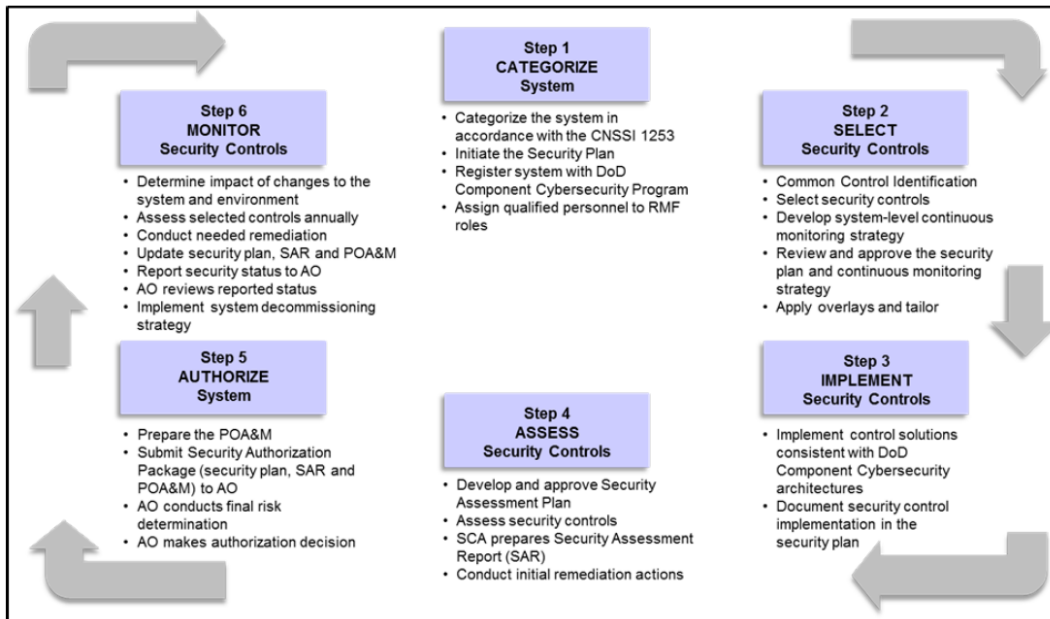 Step 1
CATEGORIZE
System
• Categorize the system in
accordance with the CNSSI 1253
• Initiate the Security Plan
• Register system with DoD
Component Cybersecurity Program
• Assign qualified personnel to RMF
roles
Step 2
SELECT
Security Controls
• Common Control Identification
• Select security controls
• Develop system-level continuous
monitoring strategy
• Review and approve the security
plan and continuous monitoring
strategy
• Apply overlays and tailor
Step 3
IMPLEMENT
Security Controls
• Implement control solutions
consistent with DoD
Component Cybersecurity
architectures
• Document security control
implementation in the
security plan
Step 4
ASSESS
Security Controls
• Develop and approve Security
Assessment Plan
• Assess security controls
• SCA prepares Security Assessment
Report (SAR)
• Conduct initial remediation actions
Step 5
AUTHORIZE
System
• Prepare the POA&M
• Submit Security Authorization
Package (security plan, SAR and
POA&M) to AO
• AO conducts final risk
determination
• AO makes authorization decision
Step 6
MONITOR
Security Controls
• Determine impact of changes to the
system and environment
• Assess selected controls annually
• Conduct needed remediation
• Update security plan, SAR and POA&M
• Report security status to AO
• AO reviews reported status
• Implement system decommissioning
strategy